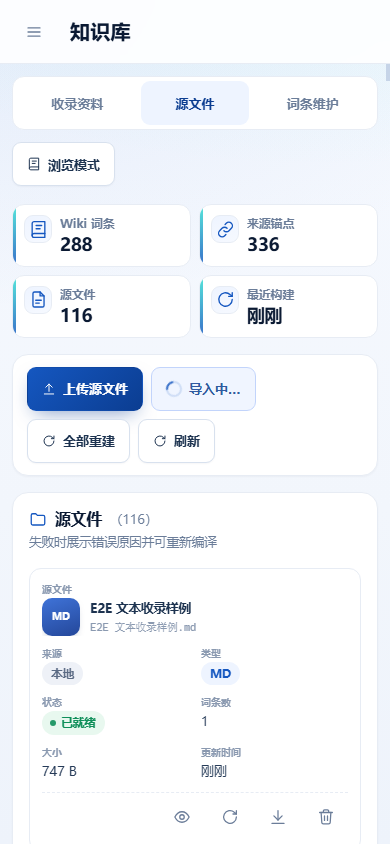 知识库
收录资料 源文件 词条维护
浏览模式
Wiki 词条
288
来源锚点
336
源文件
116
最近构建
刚刚
上传源文件 导入中...
全部重建 刷新
源文件 （116）
失败时展示错误原因并可重新编译
源文件
MD
E2E 文本收录样例
E2E 文本收录样例.md
来源 类型
本地 MD
状态 词条数
已就绪 1
大小 更新时间
747 B 刚刚